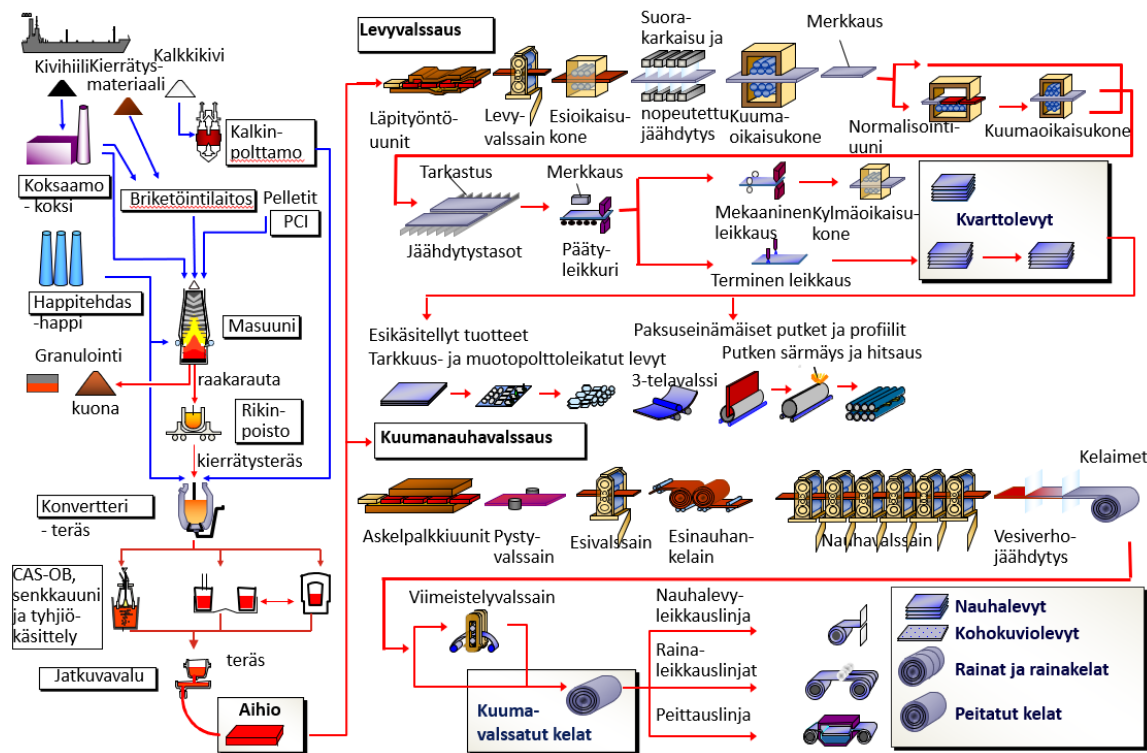 Kivihiili
Kierrätys-
materiaali
Kalkkikivi
Kalkin-
polttamo
Koksaamo
- koksi
Briketöintilaitos
Pelletit
PCI
Happitehdas
-happi
Masuuni
Granulointi
kuona
raakarauta
Rikin-
poisto
kierrätysteräs
Konvertteri
- teräs
CAS-OB,
senkkauuni
ja tyhjiö-
käsittely
Jatkuvavalu
teräs
Aihio
Levyvalssaus
Läpityöntö-
uunit
Levy-
valssain
Esioikaisu-
kone
Suora-
karkaisu ja
nopeutettu
jäähdytys
Kuuma-
oikaisukone
Merkkaus
Normalisointi-
uuni
Kuumaoikaisukone
Tarkastus
Jäähdytystasot
Merkkaus
Pääty-
leikkuri
Mekaaninen
leikkaus
Kylmäoikaisu-
kone
Terminen leikkaus
Kvarttolevyt
Esikäsitellyt tuotteet
Tarkkuus- ja muotopolttoleikatut levyt
Paksuseinämäiset putket ja profiilit
Putken särmäys ja hitsaus
3-telavalssi
Kuumanauhavalssaus
Askelpalkkiuunit
Pysty-
valssain
Esivalssain
Esinauhan-
kelain
Nauhavalssain
Vesiverho-
jäähdytys
Kelaimet
Viimeistelyvalssain
Kuuma-
valssatut kelat
Nauhalevy-
leikkauslinja
Raina-
leikkauslinjat
Peittauslinja
Nauhalevyt
Kohokuviolevyt
Rainat ja rainakelat
Peitatut kelat